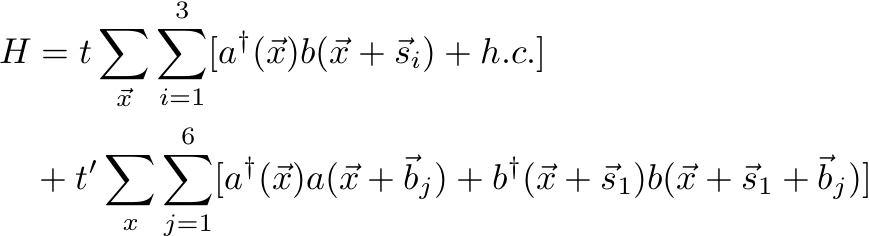 H = t \sum_{\vec{x}} \sum_{i=1}^{3} [a^\dagger(\vec{x}) b(\vec{x} + \vec{s}_i) + h.c.]
+ t' \sum_{x} \sum_{j=1}^{6} [a^\dagger(\vec{x}) a(\vec{x} + \vec{b}_j) + b^\dagger(\vec{x} + \vec{s_1}) b(\vec{x} + \vec{s}_1 + \vec{b}_j)]